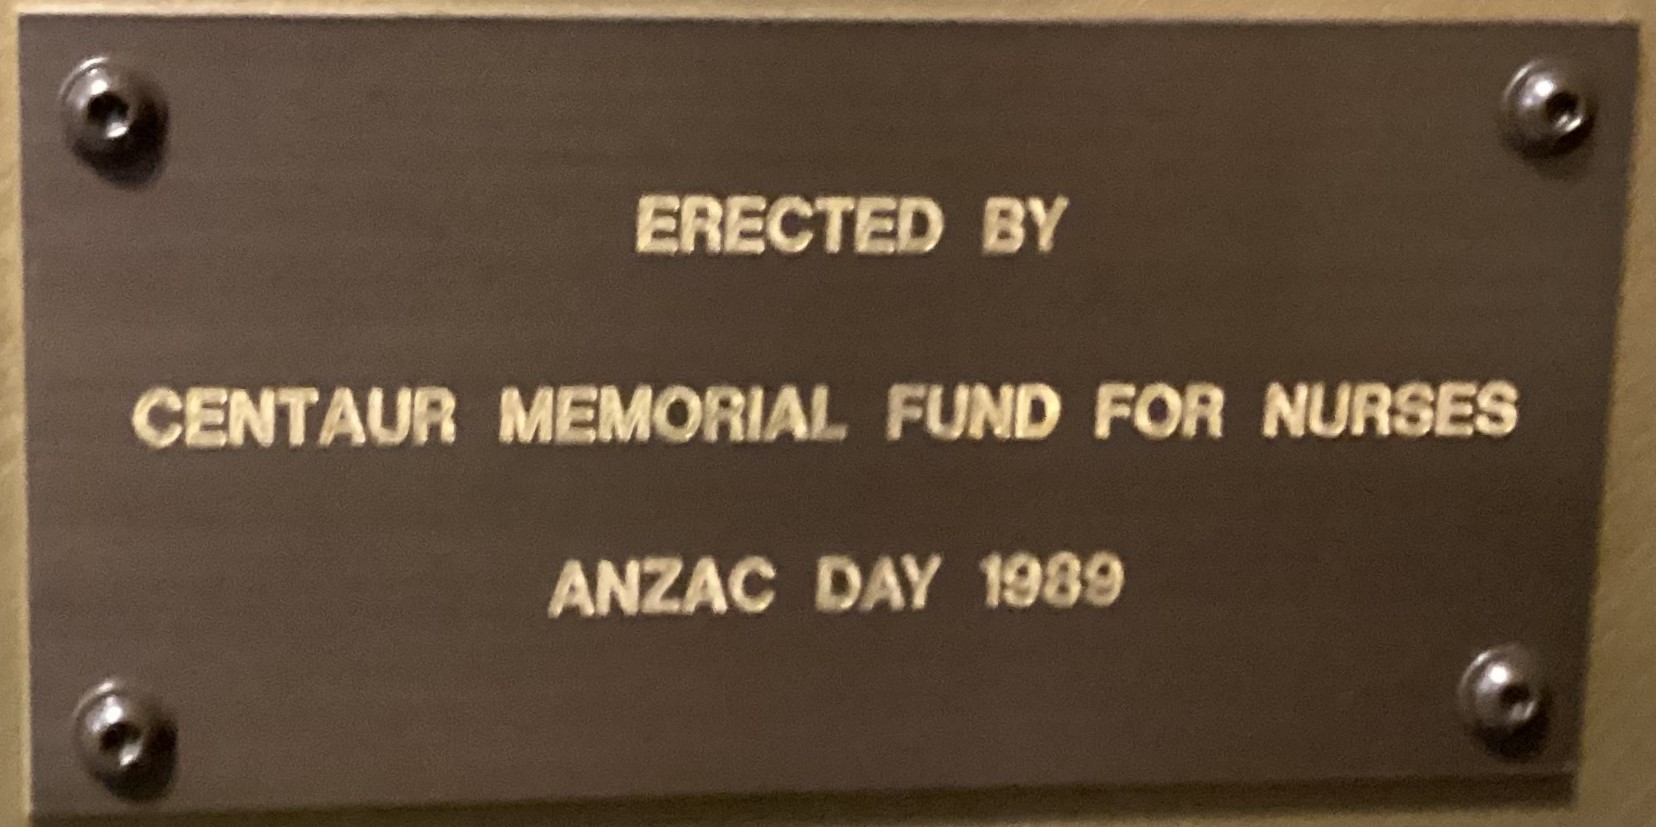 ERECTED BY
CENTAUR MEMORIAL FUND FOR NURSES
ANZAC DAY 1989